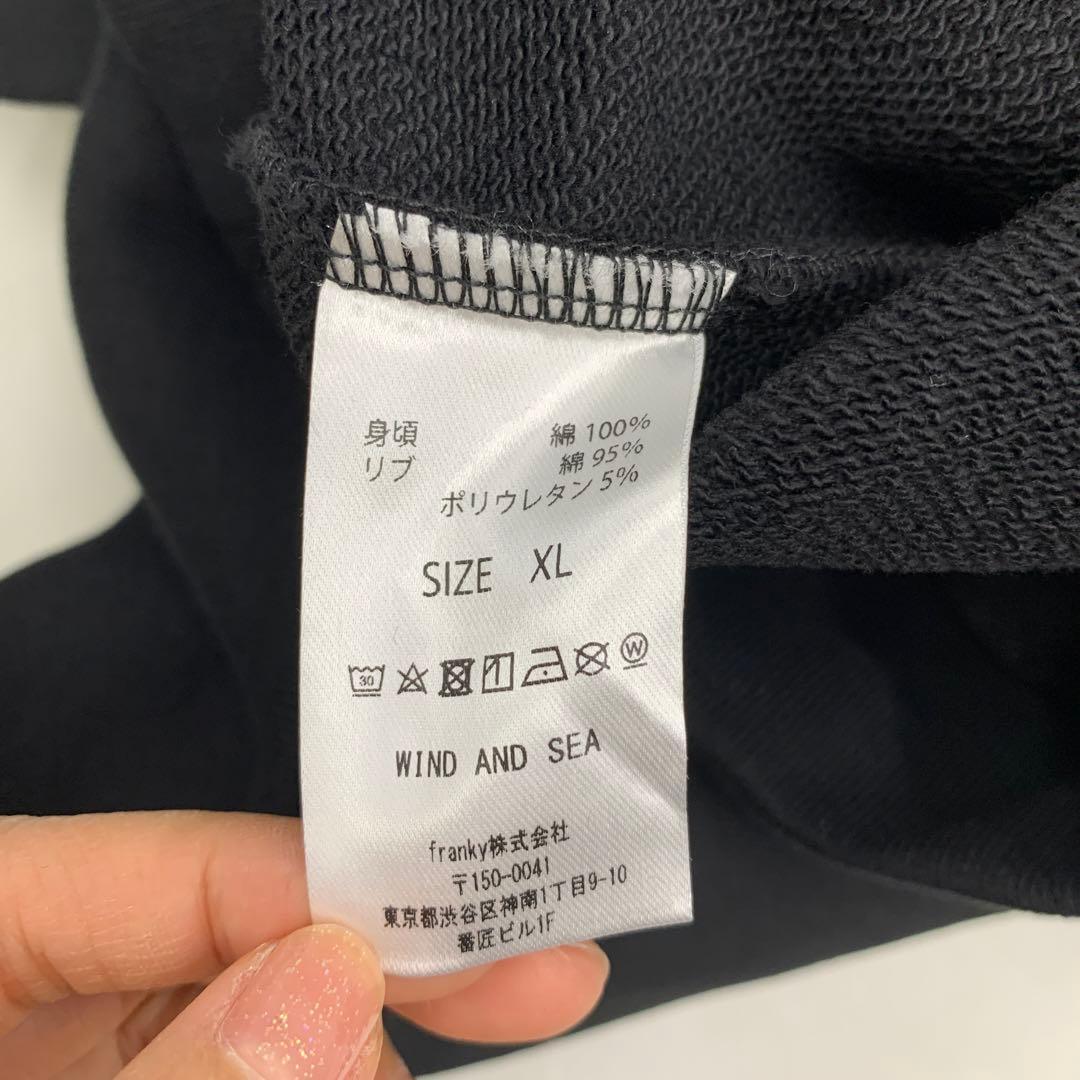 身頃 綿 100%
リブ 綿 95%
ポリウレタン 5%
SIZE XL
30
W
WIND AND SEA
franky株式会社
〒150-0041
東京都渋谷区神南1丁目9-10
番匠ビル1F